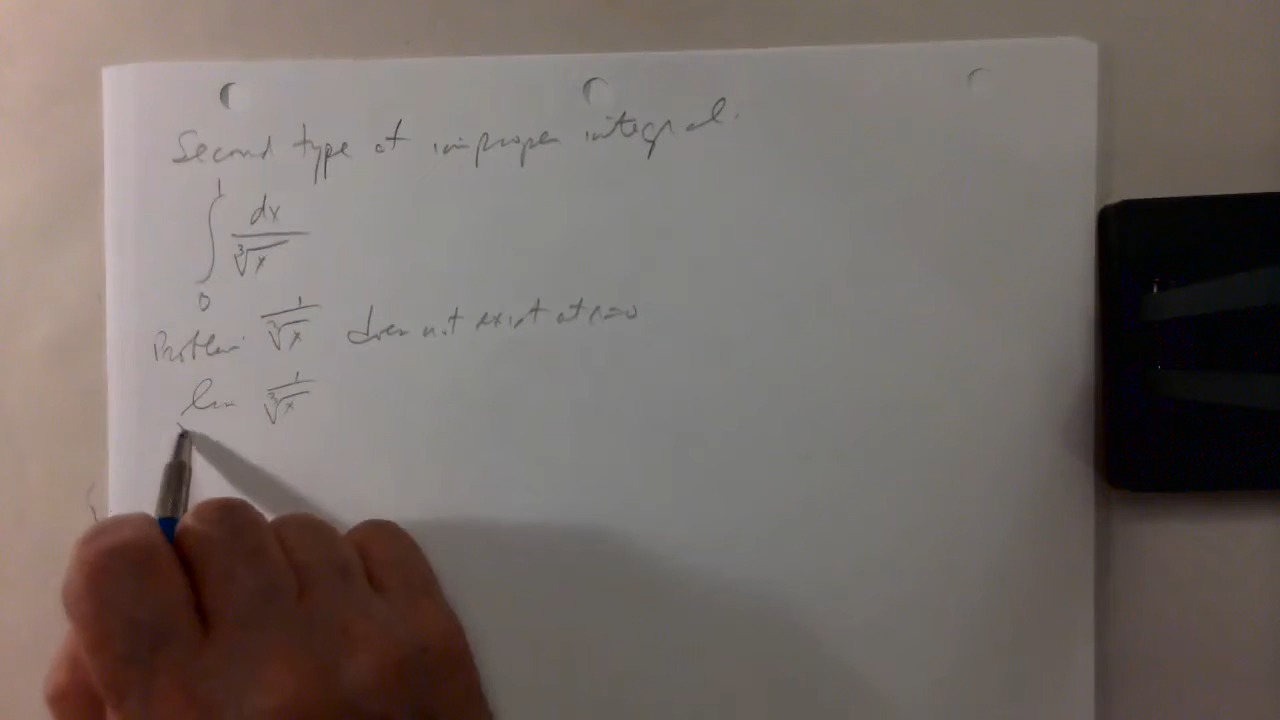 Second type of improper integral.
∫₀¹ dx/∛x
Problem: 1/∛x does not exist at x=0
lim 1/∛x